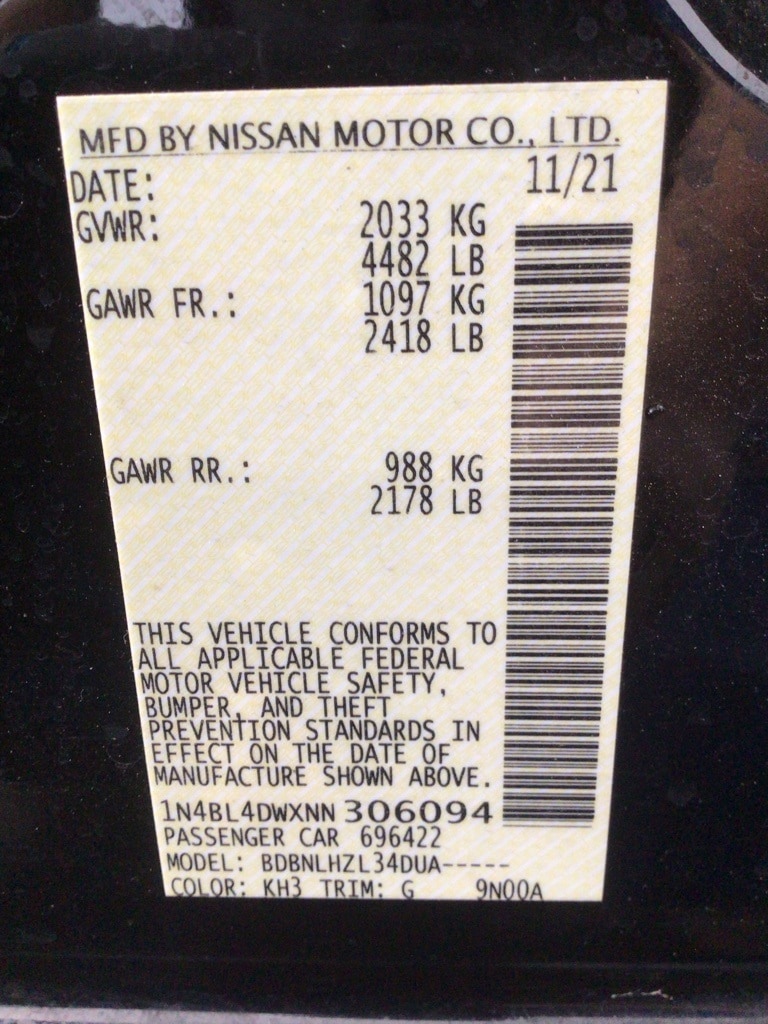 MFD BY NISSAN MOTOR CO., LTD.
DATE: 11/21
GVWR: 2033 KG
4482 LB
GAWR FR.: 1097 KG
2418 LB
GAWR RR.: 988 KG
2178 LB
THIS VEHICLE CONFORMS TO
ALL APPLICABLE FEDERAL
MOTOR VEHICLE SAFETY,
BUMPER, AND THEFT
PREVENTION STANDARDS IN
EFFECT ON THE DATE OF
MANUFACTURE SHOWN ABOVE.
1N4BL4DWXNN 306094
PASSENGER CAR 696422
MODEL: BDBNLHZL34DUA-----
COLOR: KH3 TRIM: G 9N00A